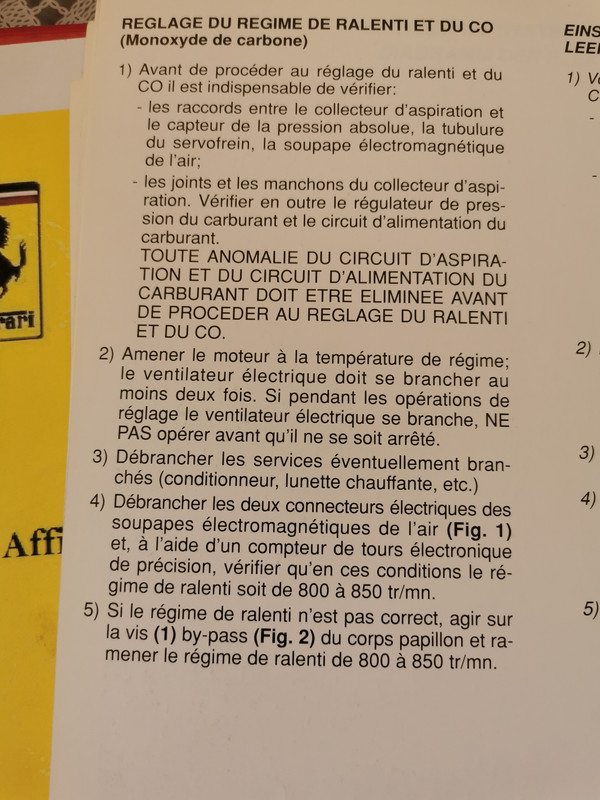 REGLAGE DU REGIME DE RALENTI ET DU CO
(Monoxyde de carbone)
1) Avant de procéder au réglage du ralenti et du
CO il est indispensable de vérifier:
- les raccords entre le collecteur d'aspiration et
le capteur de la pression absolue, la tubulure
du servofrein, la soupape électromagnétique
de l'air;
- les joints et les manchons du collecteur d'aspi-
ration. Vérifier en outre le régulateur de pres-
sion du carburant et le circuit d'alimentation du
carburant.
TOUTE ANOMALIE DU CIRCUIT D'ASPIRA-
TION ET DU CIRCUIT D'ALIMENTATION DU
CARBURANT DOIT ETRE ELIMINEE AVANT
DE PROCEDER AU REGLAGE DU RALENTI
ET DU CO.
2) Amener le moteur à la température de régime;
le ventilateur électrique doit se brancher au
moins deux fois. Si pendant les opérations de
réglage le ventilateur électrique se branche, NE
PAS opérer avant qu'il ne se soit arrêté.
3) Débrancher les services éventuellement bran-
chés (conditionneur, lunette chauffante, etc.)
4) Débrancher les deux connecteurs électriques des
soupapes électromagnétiques de l'air (Fig. 1)
et, à l'aide d'un compteur de tours électronique
de précision, vérifier qu'en ces conditions le ré-
gime de ralenti soit de 800 à 850 tr/mn.
5) Si le régime de ralenti n'est pas correct, agir sur
la vis (1) by-pass (Fig. 2) du corps papillon et ra-
mener le régime de ralenti de 800 à 850 tr/mn.
EINS
LEER
1) Ve
C
-
-
2)
3)
4)
5)
rari
Affi